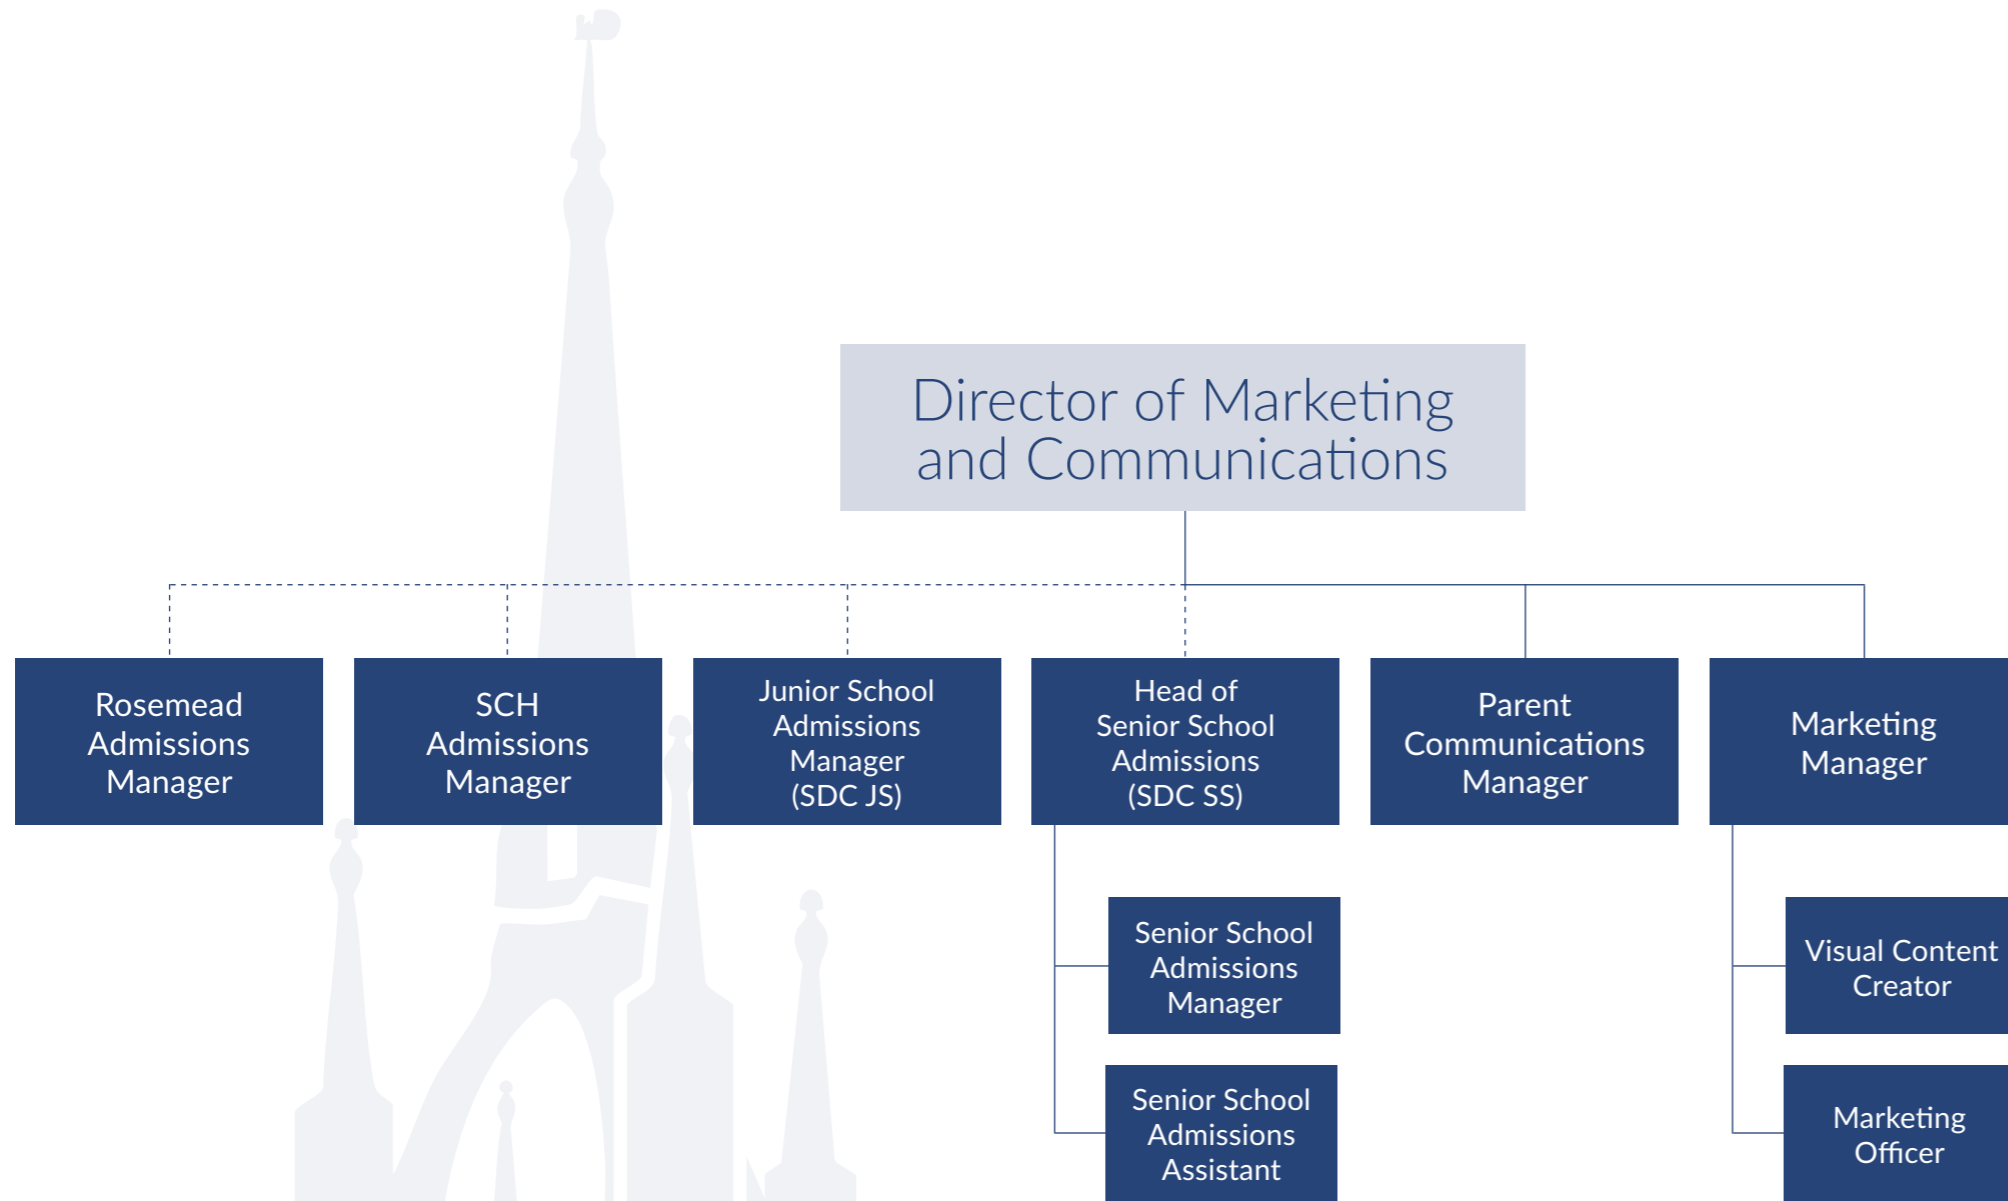 Director of Marketing
and Communications
Rosemead
Admissions
Manager
SCH
Admissions
Manager
Junior School
Admissions
Manager
(SDC JS)
Head of
Senior School
Admissions
(SDC SS)
Parent
Communications
Manager
Marketing
Manager
Senior School
Admissions
Manager
Visual Content
Creator
Senior School
Admissions
Assistant
Marketing
Officer